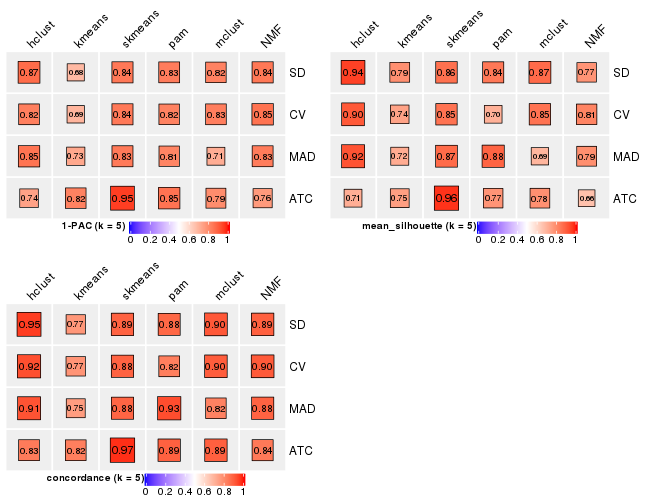 hclust kmeans skmeans pam mclust NMF
0.87 0.68 0.84 0.83 0.82 0.84 SD
0.82 0.69 0.84 0.82 0.83 0.85 CV
0.85 0.73 0.83 0.81 0.71 0.83 MAD
0.74 0.82 0.95 0.85 0.79 0.76 ATC
1-PAC (k = 5)
0 0.2 0.4 0.6 0.8 1
hclust kmeans skmeans pam mclust NMF
0.94 0.79 0.86 0.84 0.87 0.77 SD
0.90 0.74 0.85 0.70 0.85 0.81 CV
0.92 0.72 0.87 0.88 0.69 0.79 MAD
0.71 0.75 0.96 0.77 0.78 0.66 ATC
mean_silhouette (k = 5)
0 0.2 0.4 0.6 0.8 1
hclust kmeans skmeans pam mclust NMF
0.95 0.77 0.89 0.88 0.90 0.89 SD
0.92 0.77 0.88 0.82 0.90 0.90 CV
0.91 0.75 0.88 0.93 0.82 0.88 MAD
0.83 0.82 0.97 0.89 0.89 0.84 ATC
concordance (k = 5)
0 0.2 0.4 0.6 0.8 1